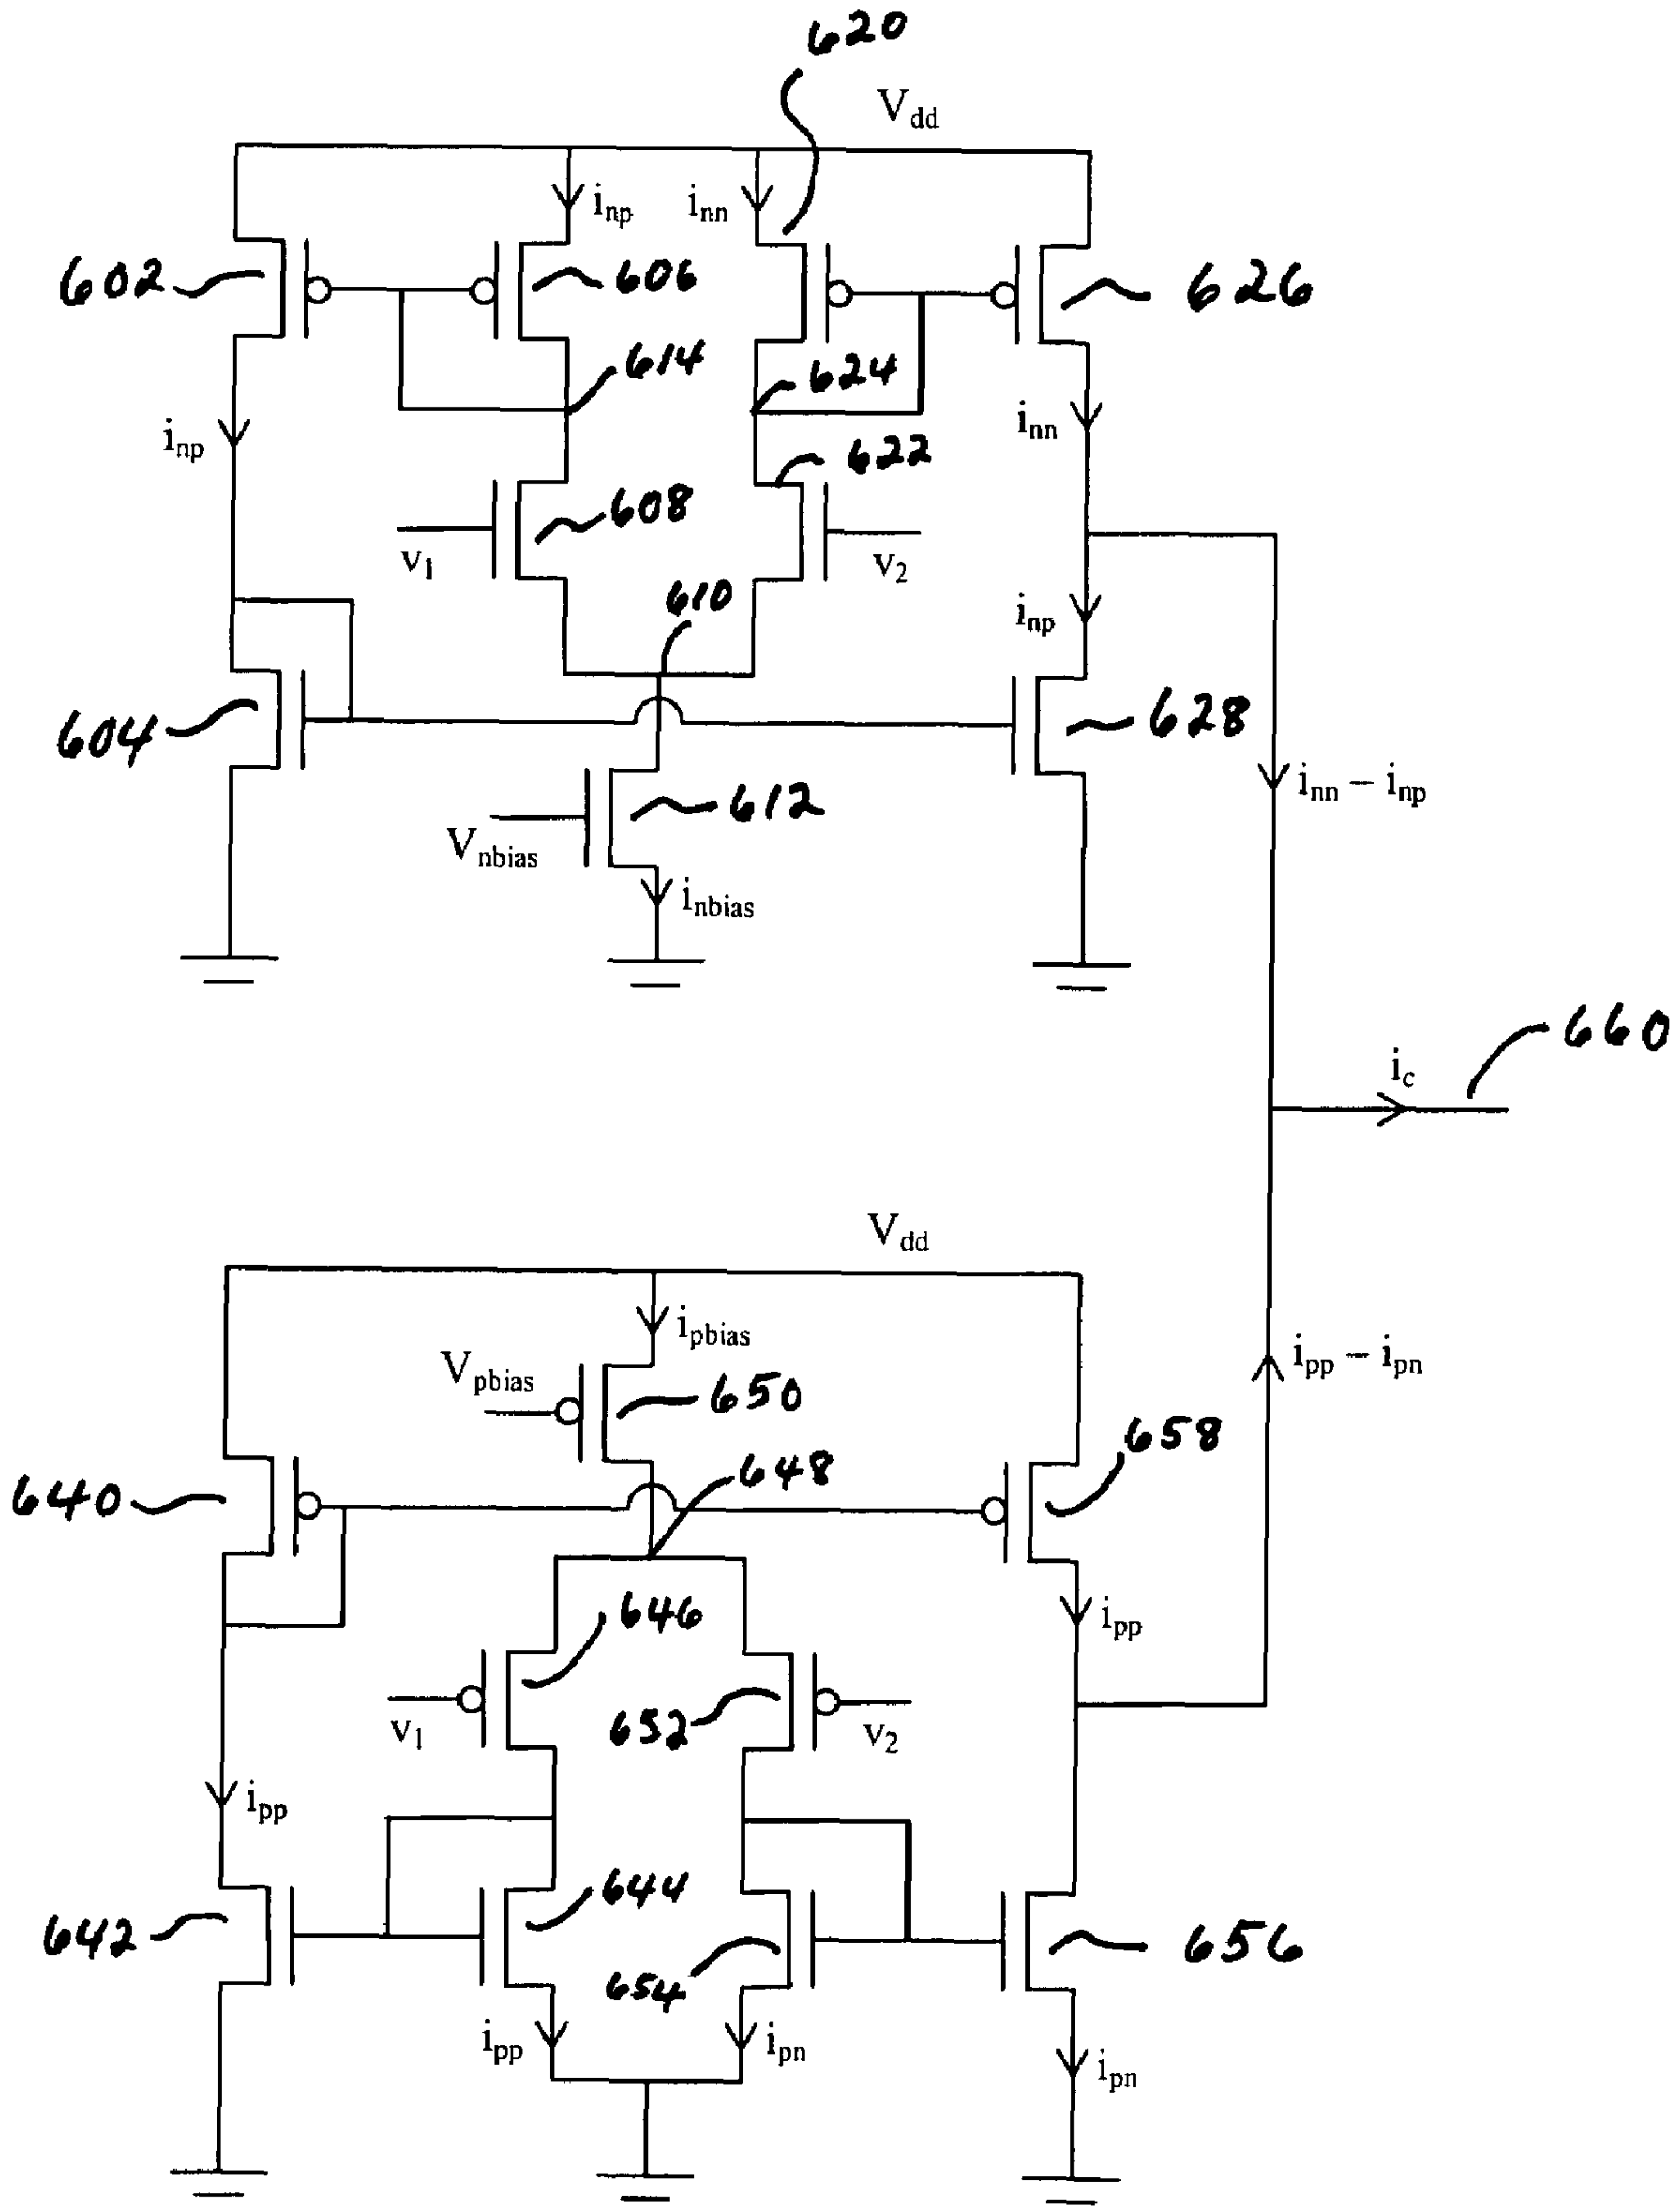 620
Vdd
inp
inn
602
606
626
614
624
inp
inn
622
608
v1
v2
610
inp
604
628
612
Vnbias
inn – inp
inbias
660
ic
Vdd
ipbias
Vpbias
650
ipp – ipn
658
648
640
646
ipp
652
v1
v2
ipp
644
642
654
656
ipp
ipn
ipn